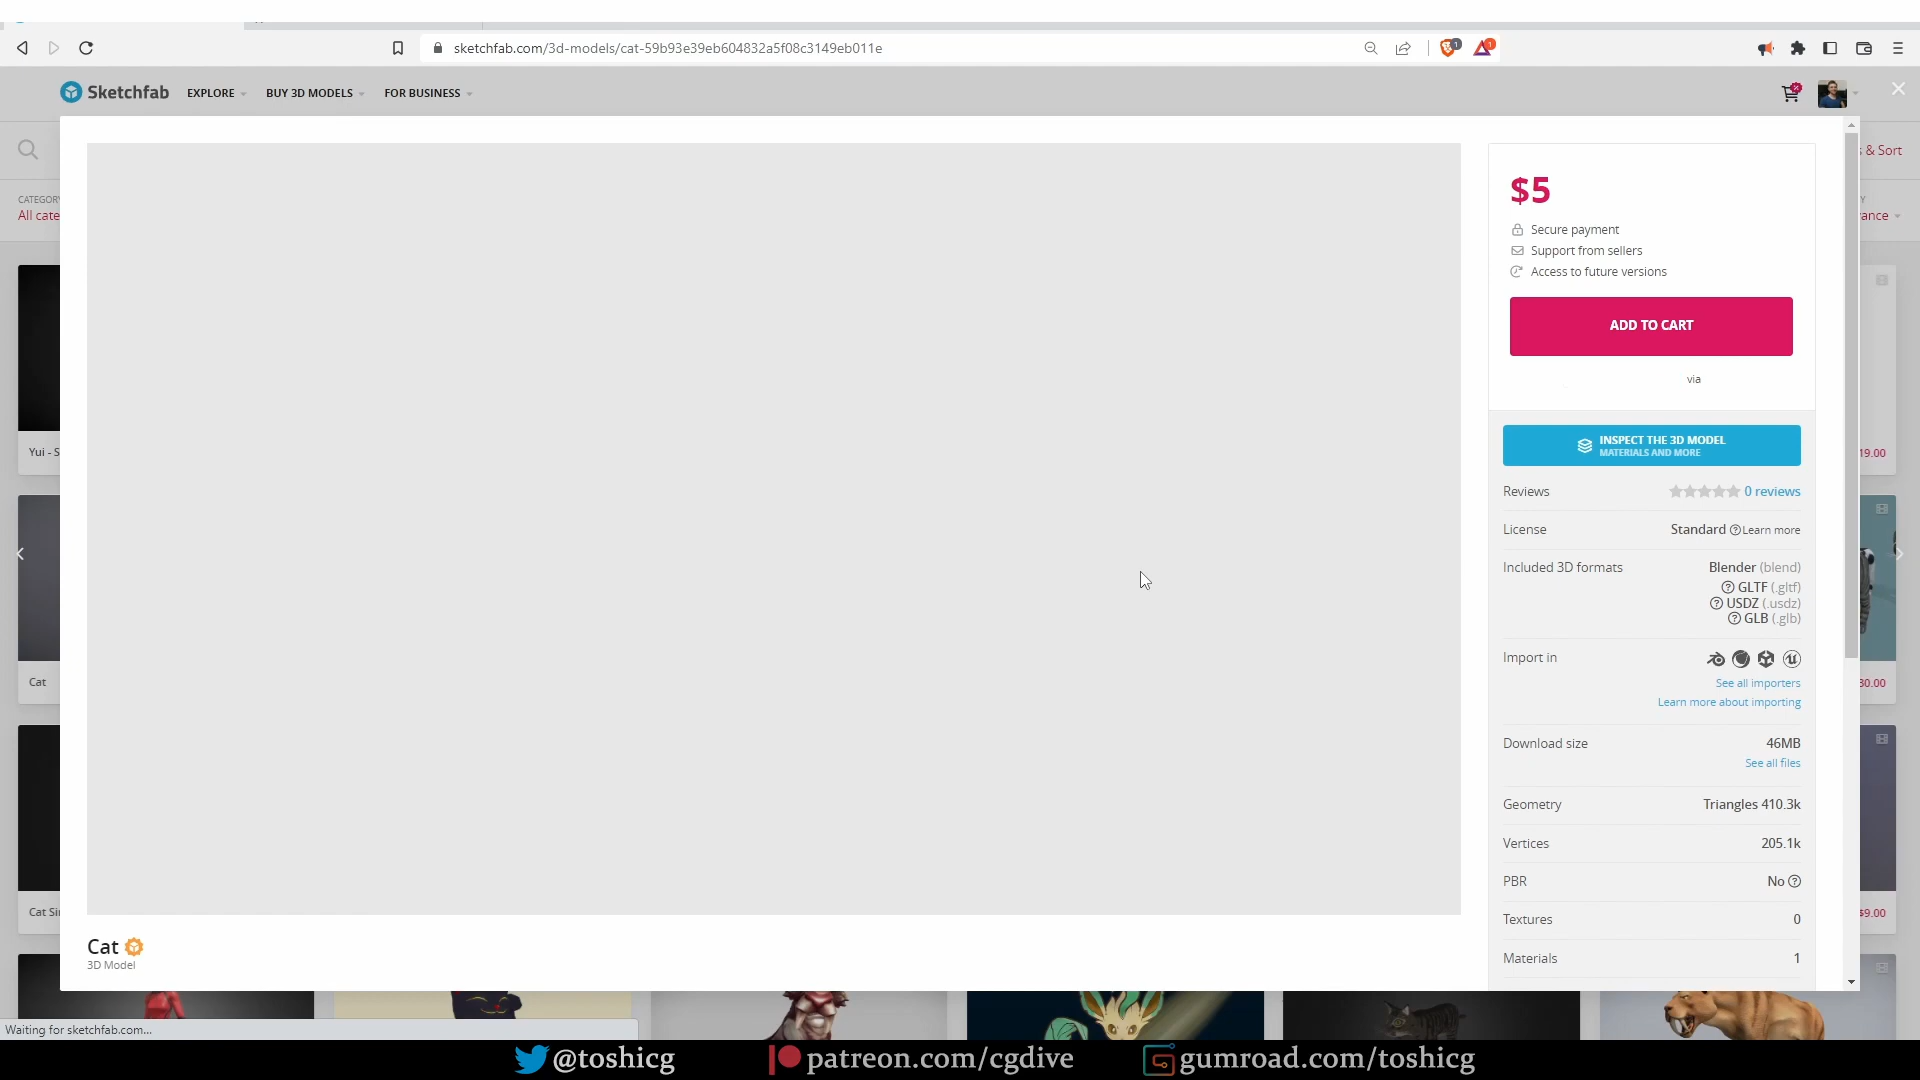 sketchfab.com/3d-models/cat-59b93e39eb604832a5f08c3149eb011e
1
1
Sketchfab
EXPLORE
BUY 3D MODELS
FOR BUSINESS
& Sort
CATEGORY
All cate
$5
Secure payment
Support from sellers
Access to future versions
ADD TO CART
via
INSPECT THE 3D MODEL
MATERIALS AND MORE
Reviews 0 reviews
License Standard Learn more
Included 3D formats Blender (blend)
GLTF (.gltf)
USDZ (.usdz)
GLB (.glb)
Import in
See all importers
Learn more about importing
Download size 46MB
See all files
Geometry Triangles 410.3k
Vertices 205.1k
PBR No
Textures 0
Materials 1
Yui - S
19.00
Cat
30.00
Cat Si
$9.00
Cat
3D Model
Waiting for sketchfab.com...
@toshicg patreon.com/cgdive gumroad.com/toshicg